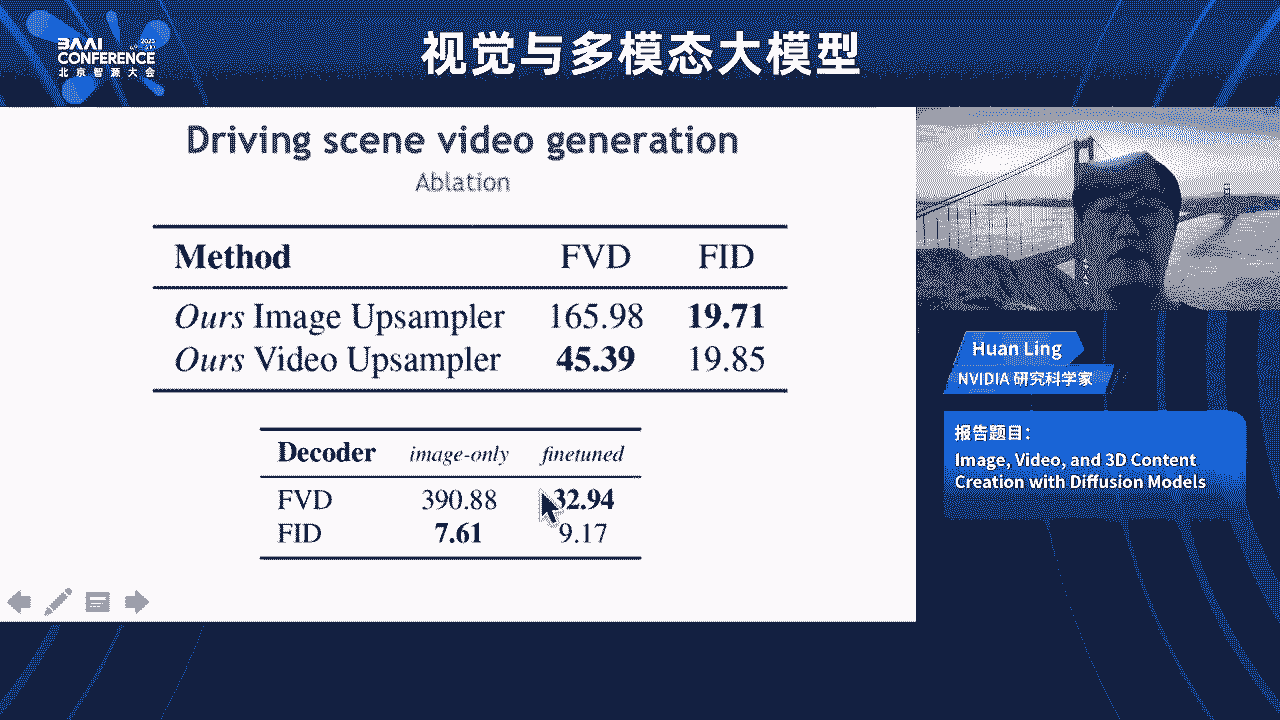 BAAI 2023
CONFERENCE 6.9
北京智源大会
视觉与多模态大模型
Driving scene video generation
Ablation
Method FVD FID
Ours Image Upsampler 165.98 19.71
Ours Video Upsampler 45.39 19.85
Decoder image-only finetuned
FVD 390.88 32.94
FID 7.61 9.17
Huan Ling
NVIDIA 研究科学家
报告题目:
Image, Video, and 3D Content
Creation with Diffusion Models